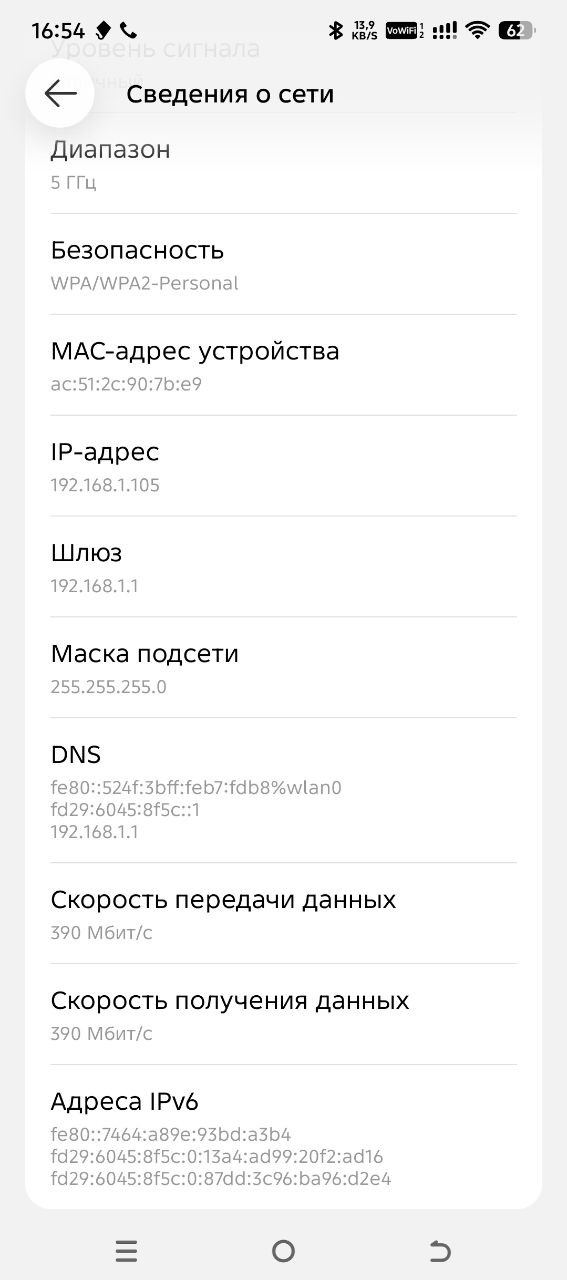 16:54
13,9
KB/S
VoWiFi 1 2
62
Уровень сигнала
Сведения о сети
Диапазон
5 ГГц
Безопасность
WPA/WPA2-Personal
MAC-адрес устройства
ac:51:2c:90:7b:e9
IP-адрес
192.168.1.105
Шлюз
192.168.1.1
Маска подсети
255.255.255.0
DNS
fe80::524f:3bff:feb7:fdb8%wlan0
fd29:6045:8f5c::1
192.168.1.1
Скорость передачи данных
390 Мбит/с
Скорость получения данных
390 Мбит/с
Адреса IPv6
fe80::7464:a89e:93bd:a3b4
fd29:6045:8f5c:0:13a4:ad99:20f2:ad16
fd29:6045:8f5c:0:87dd:3c96:ba96:d2e4